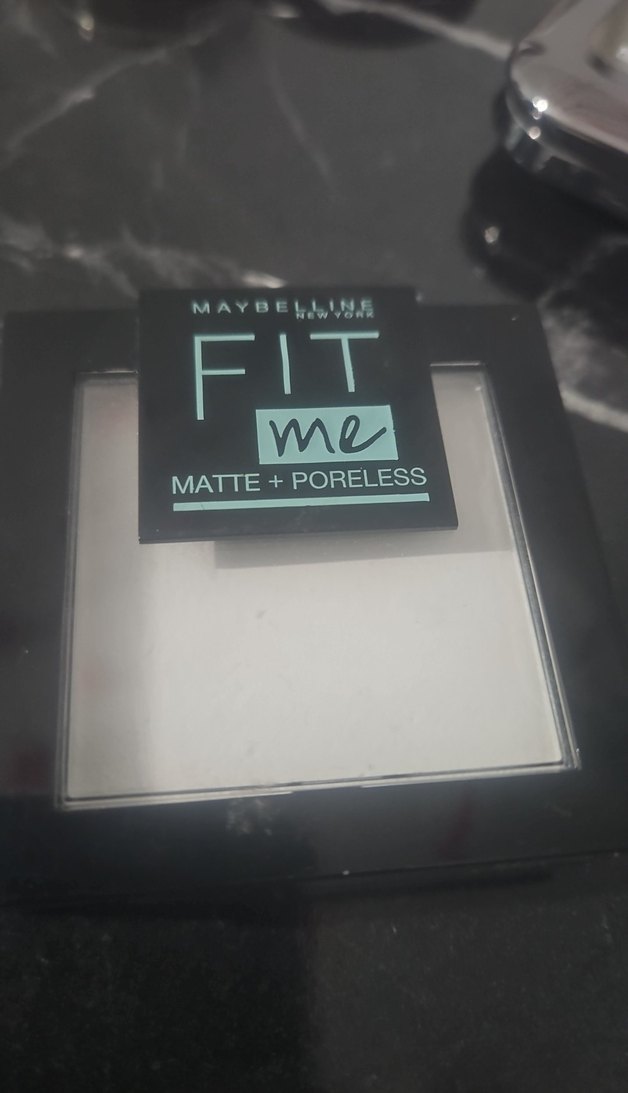 MAYBELLINE
NEW YORK
FIT
me
MATTE + PORELESS